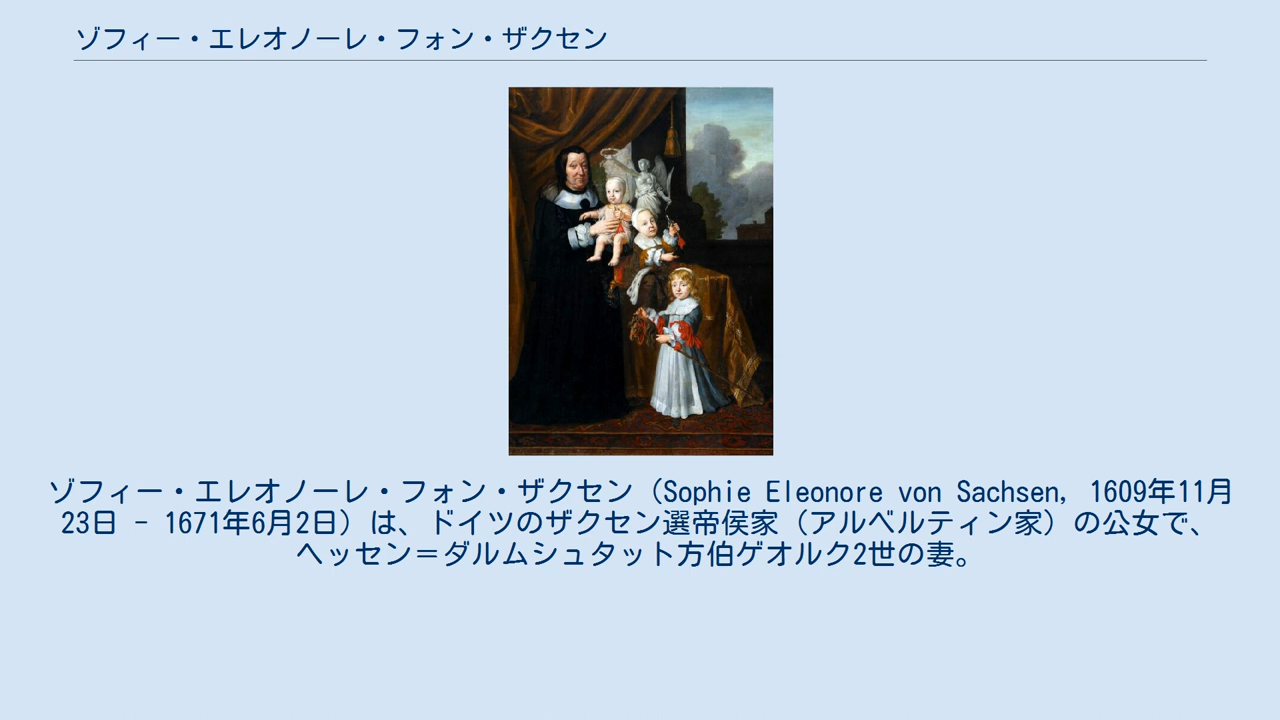 ゾフィー・エレオノーレ・フォン・ザクセン
ゾフィー・エレオノーレ・フォン・ザクセン（Sophie Eleonore von Sachsen, 1609年11月
23日 - 1671年6月2日）は、ドイツのザクセン選帝侯家（アルベルティン家）の公女で、
ヘッセン＝ダルムシュタット方伯ゲオルク2世の妻。